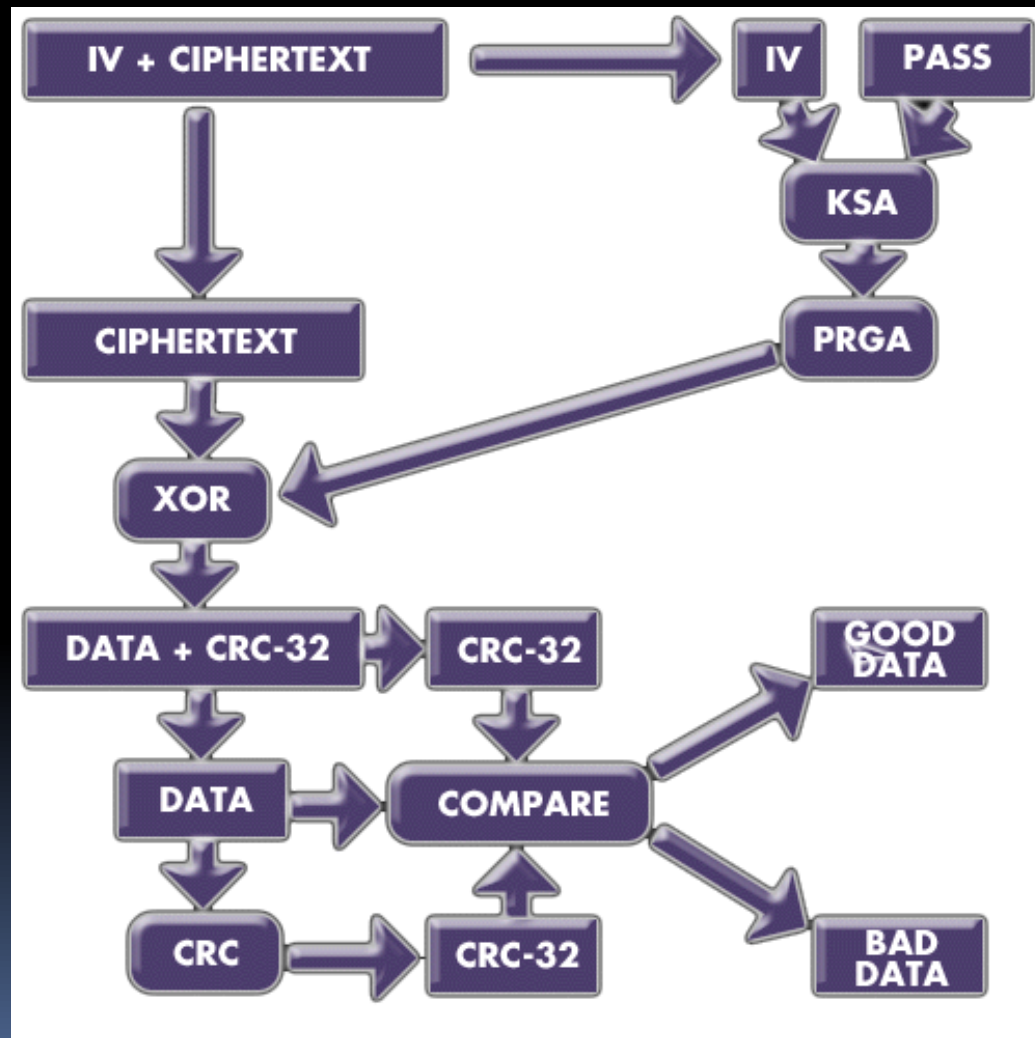 IV + CIPHERTEXT
IV
PASS
KSA
CIPHERTEXT
PRGA
XOR
DATA + CRC-32
CRC-32
GOOD
DATA
DATA
COMPARE
CRC
CRC-32
BAD
DATA